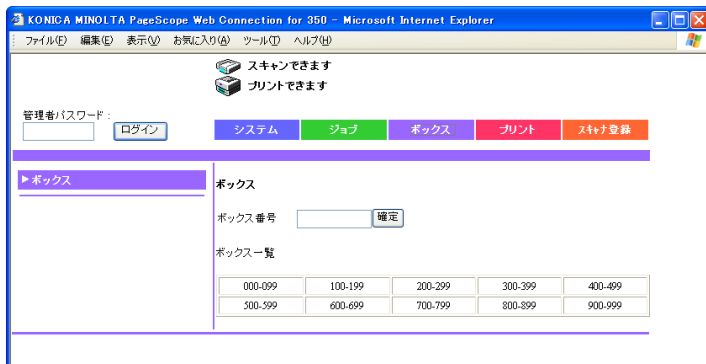 KONICA MINOLTA PageScope Web Connection for 350 - Microsoft Internet Explorer
ファイル(F) 編集(E) 表示(V) お気に入り(A) ツール(T) ヘルプ(H)
スキャンできます
プリントできます
管理者パスワード:
ログイン
システム ジョブ ボックス プリント スキャナ登録
▶ボックス
ボックス
ボックス番号 確定
ボックス一覧
000-099 100-199 200-299 300-399 400-499
500-599 600-699 700-799 800-899 900-999